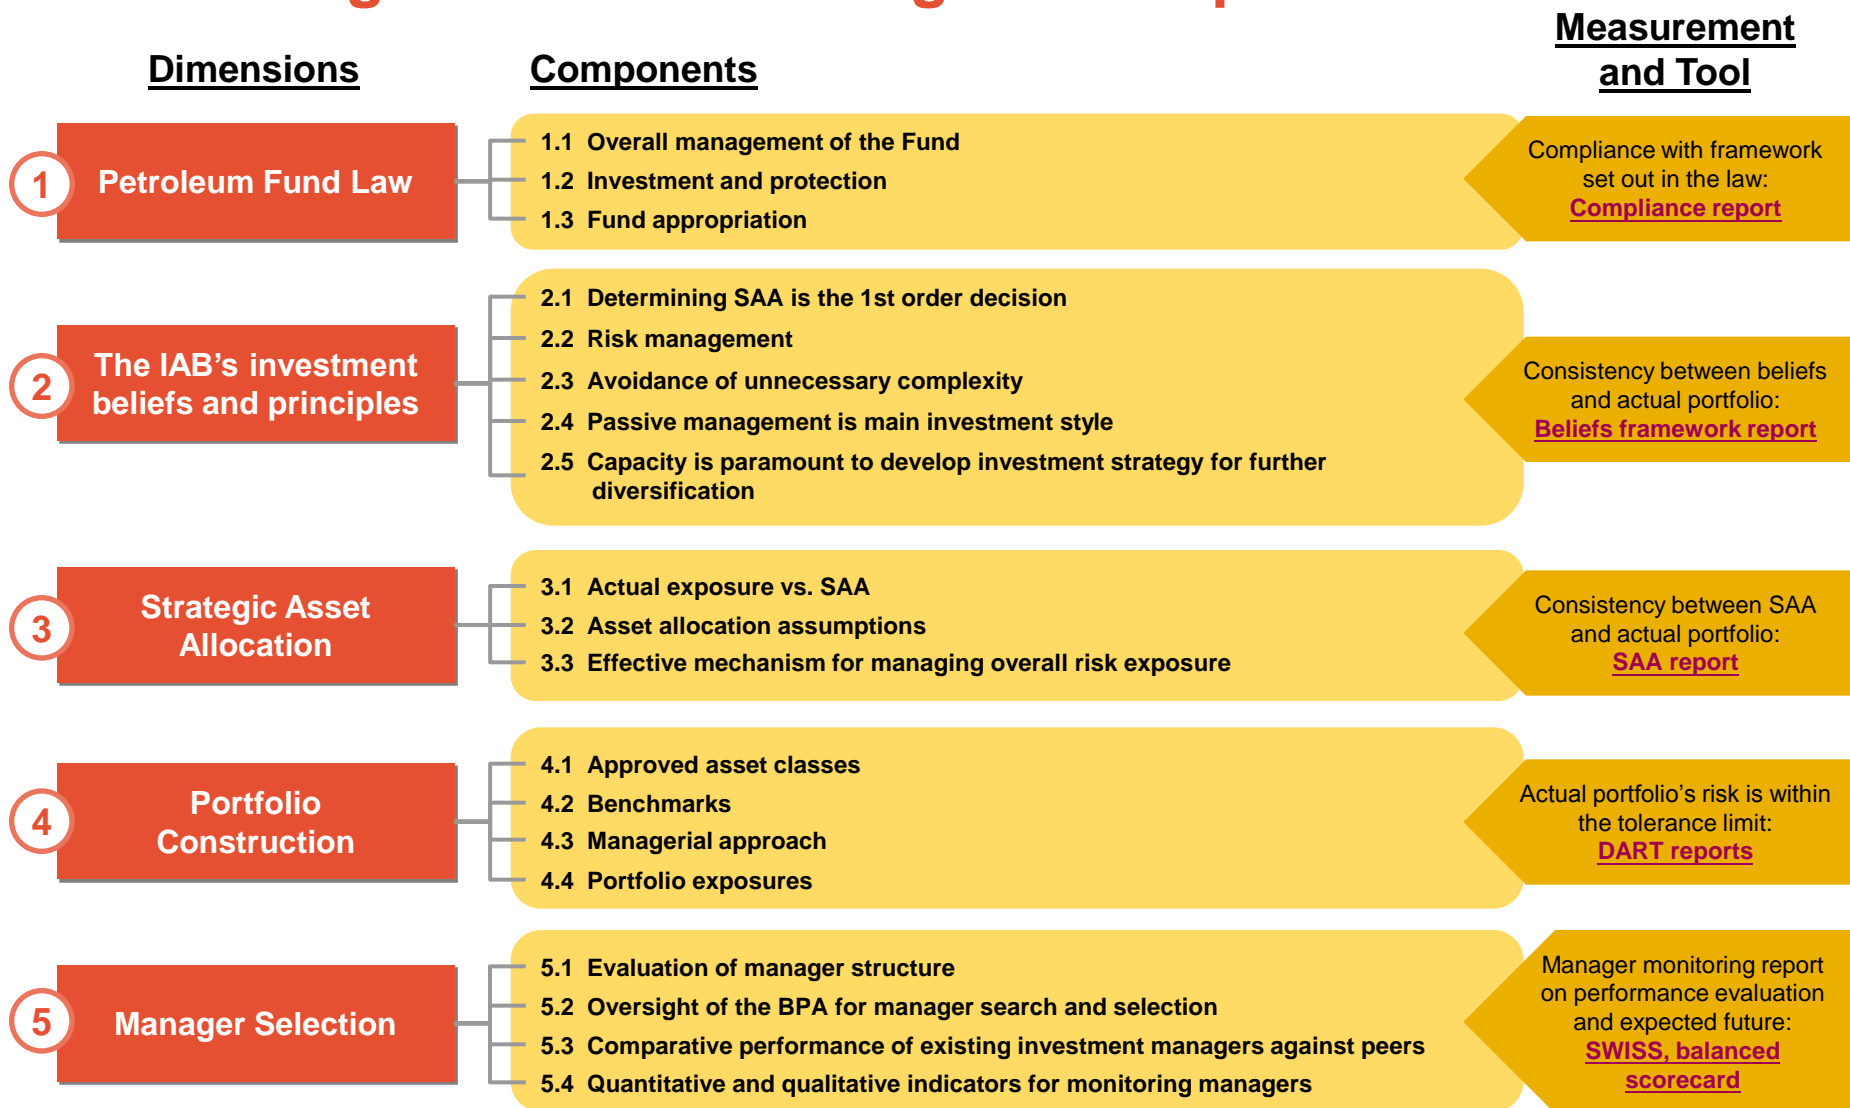 Measurement
and Tool
Dimensions
Components
1
Petroleum Fund Law
1.1 Overall management of the Fund
1.2 Investment and protection
1.3 Fund appropriation
Compliance with framework
set out in the law:
Compliance report
2
The IAB’s investment
beliefs and principles
2.1 Determining SAA is the 1st order decision
2.2 Risk management
2.3 Avoidance of unnecessary complexity
2.4 Passive management is main investment style
2.5 Capacity is paramount to develop investment strategy for further
diversification
Consistency between beliefs
and actual portfolio:
Beliefs framework report
3
Strategic Asset
Allocation
3.1 Actual exposure vs. SAA
3.2 Asset allocation assumptions
3.3 Effective mechanism for managing overall risk exposure
Consistency between SAA
and actual portfolio:
SAA report
4
Portfolio
Construction
4.1 Approved asset classes
4.2 Benchmarks
4.3 Managerial approach
4.4 Portfolio exposures
Actual portfolio’s risk is within
the tolerance limit:
DART reports
5
Manager Selection
5.1 Evaluation of manager structure
5.2 Oversight of the BPA for manager search and selection
5.3 Comparative performance of existing investment managers against peers
5.4 Quantitative and qualitative indicators for monitoring managers
Manager monitoring report
on performance evaluation
and expected future:
SWISS, balanced
scorecard